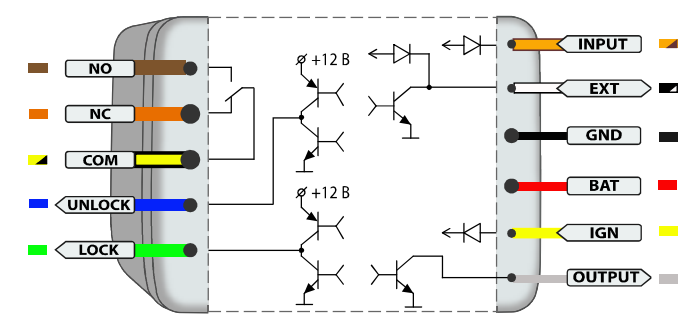 NO
NC
COM
UNLOCK
LOCK
+12 В
+12 В
INPUT
EXT
GND
BAT
IGN
OUTPUT